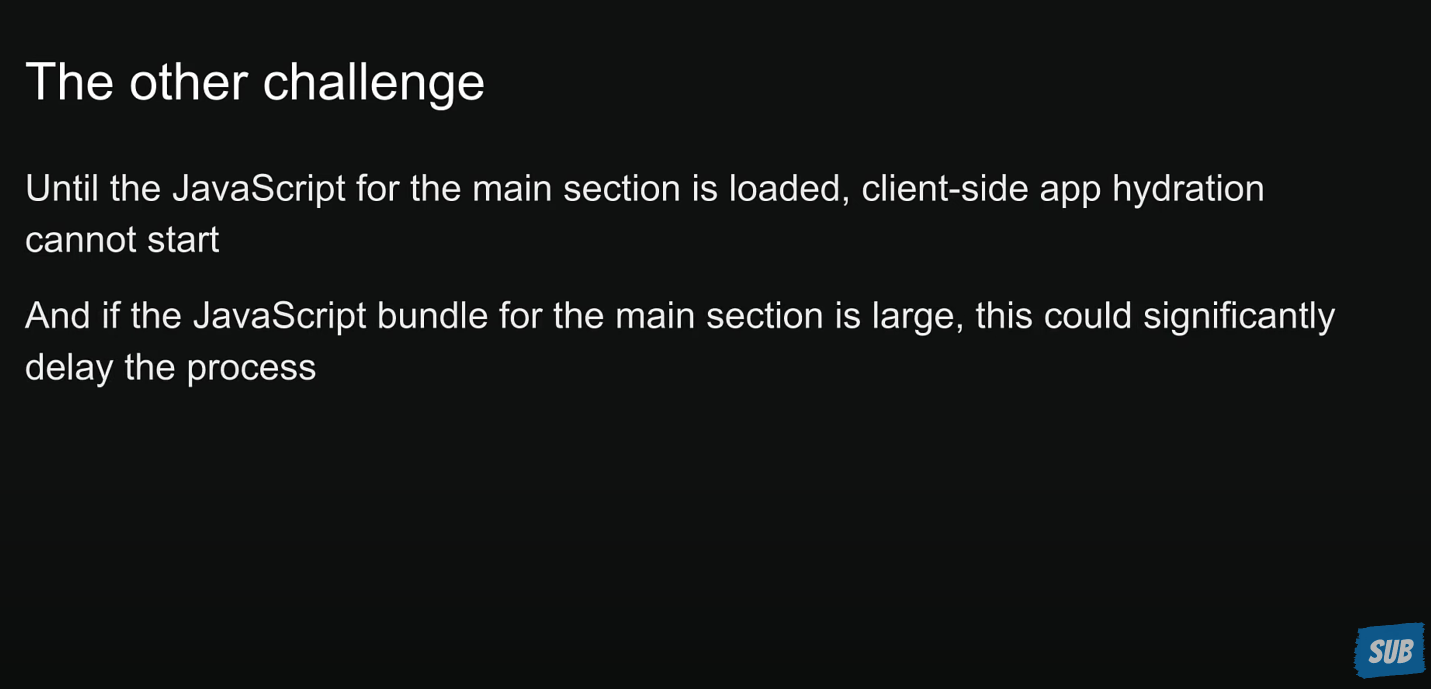 The other challenge
Until the JavaScript for the main section is loaded, client-side app hydration
cannot start
And if the JavaScript bundle for the main section is large, this could significantly
delay the process
SUB